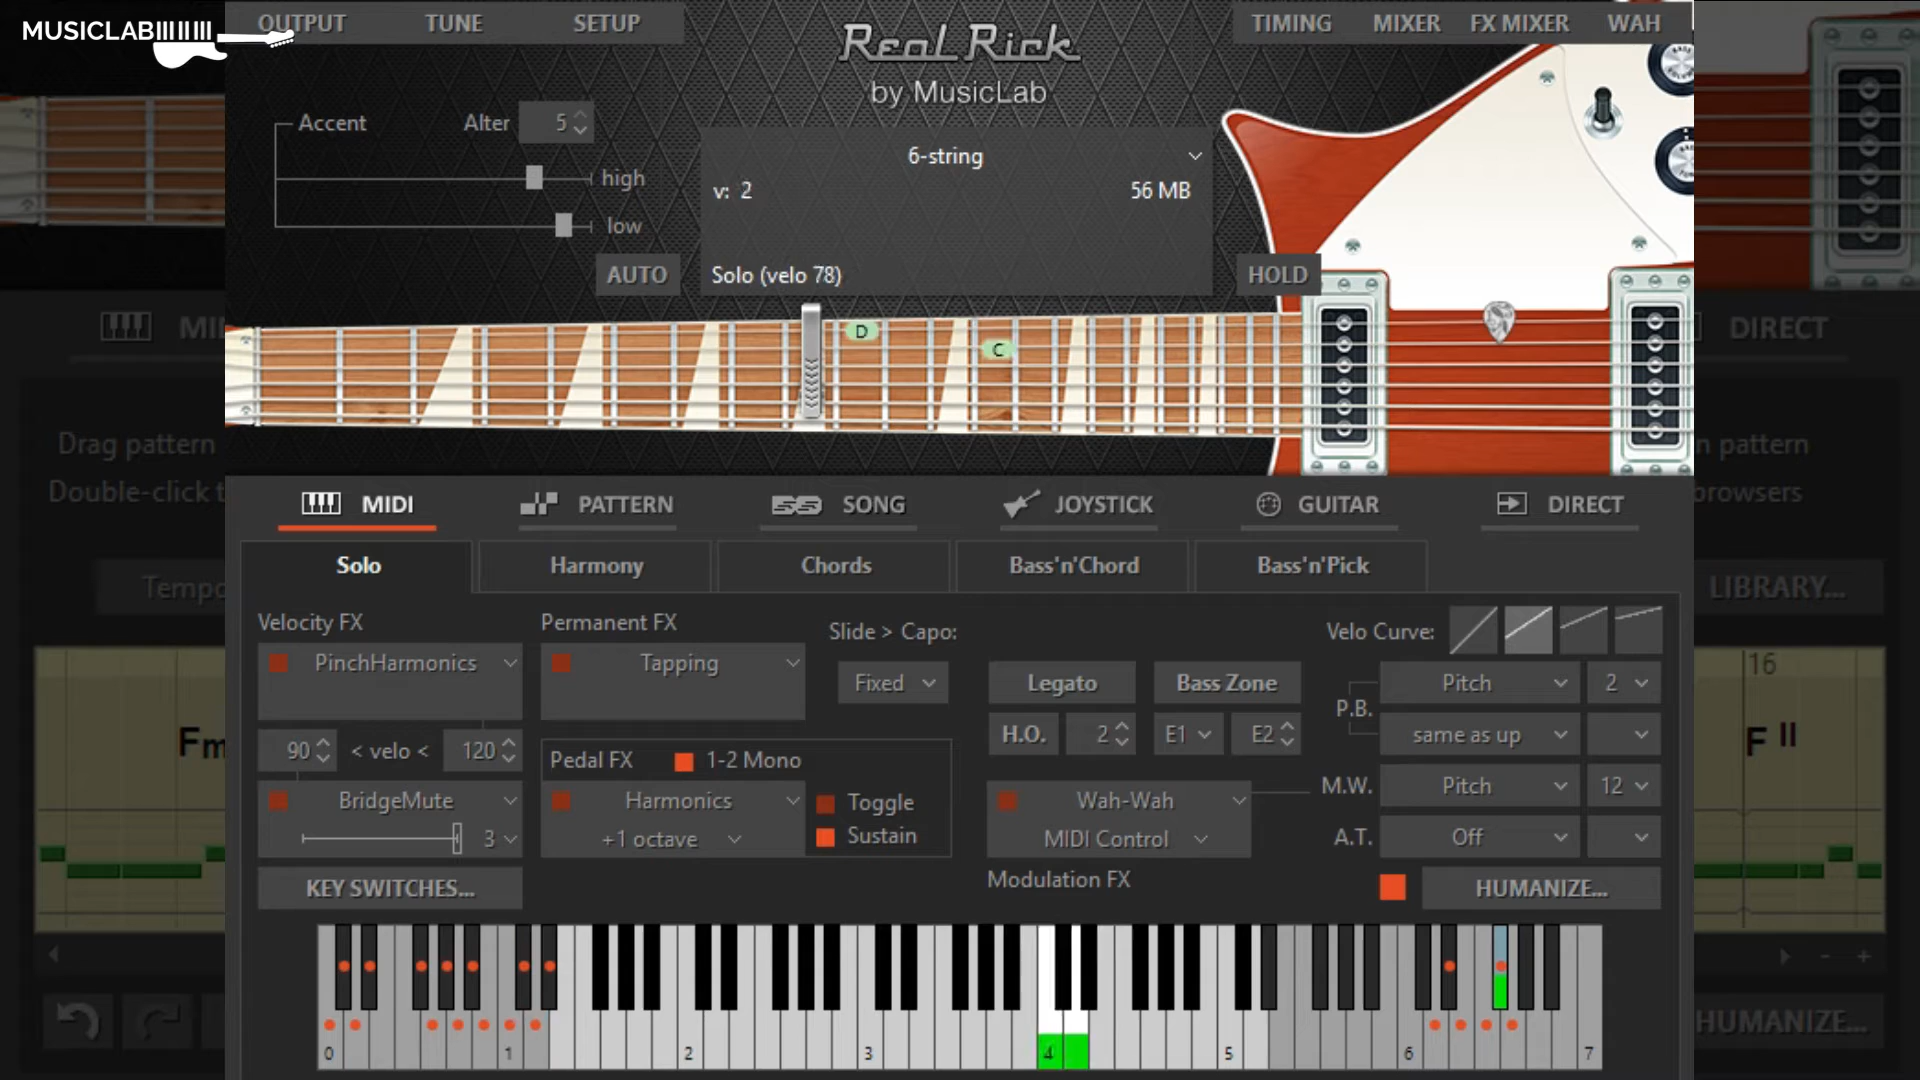 MUSICLAB
OUTPUT TUNE SETUP
Real Rick
by MusicLab
TIMING MIXER FX MIXER WAH
Accent
Alter 5
high
low
AUTO
6-string
v: 2 56 MB
Solo (velo 78)
HOLD
D
C
MIDI PATTERN SONG JOYSTICK GUITAR DIRECT
Solo Harmony Chords Bass'n'Chord Bass'n'Pick
Velocity FX
PinchHarmonics
90 < velo < 120
BridgeMute
3
KEY SWITCHES...
Permanent FX
Tapping
Pedal FX 1-2 Mono
Harmonics
+1 octave
Toggle
Sustain
Slide > Capo:
Fixed
Legato
H.O. 2
Bass Zone
E1 E2
Wah-Wah
MIDI Control
Modulation FX
Velo Curve:
P.B. Pitch 2
same as up
M.W. Pitch 12
A.T. Off
HUMANIZE...
0 1 2 3 4 5 6 7
MI
Drag pattern
Double-click t
Tempo
Fm
DIRECT
n pattern
browsers
LIBRARY...
16
F II
- +
HUMANIZE...